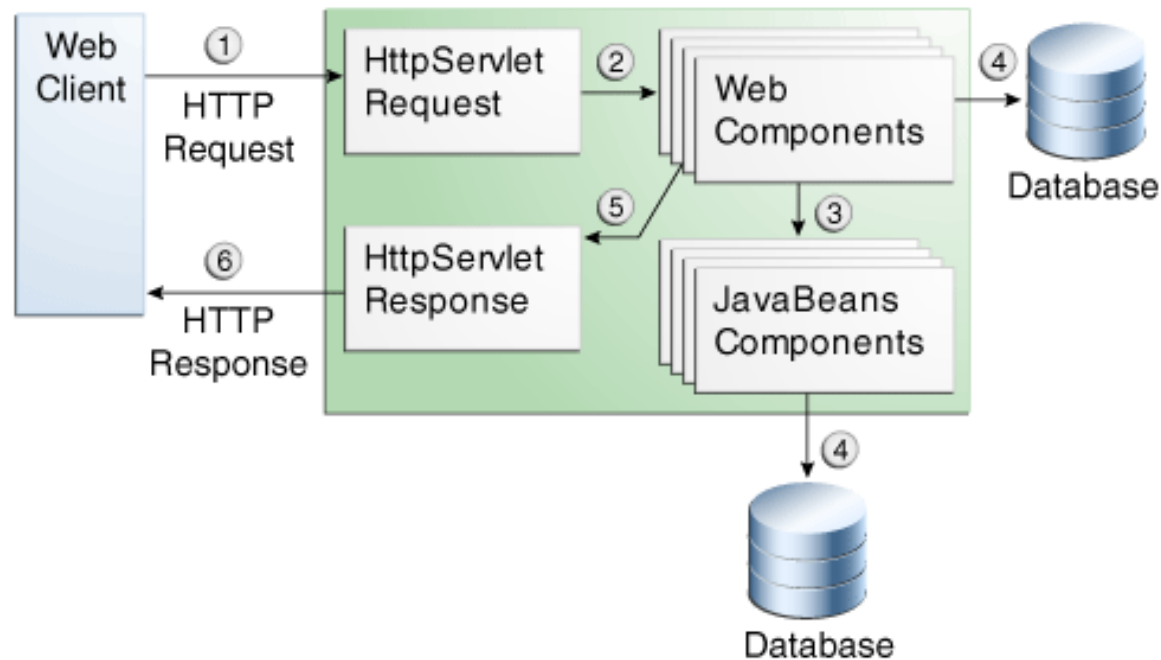 Web
Client
1
HTTP
Request
HttpServlet
Request
2
Web
Components
4
Database
3
5
HttpServlet
Response
6
HTTP
Response
JavaBeans
Components
4
Database